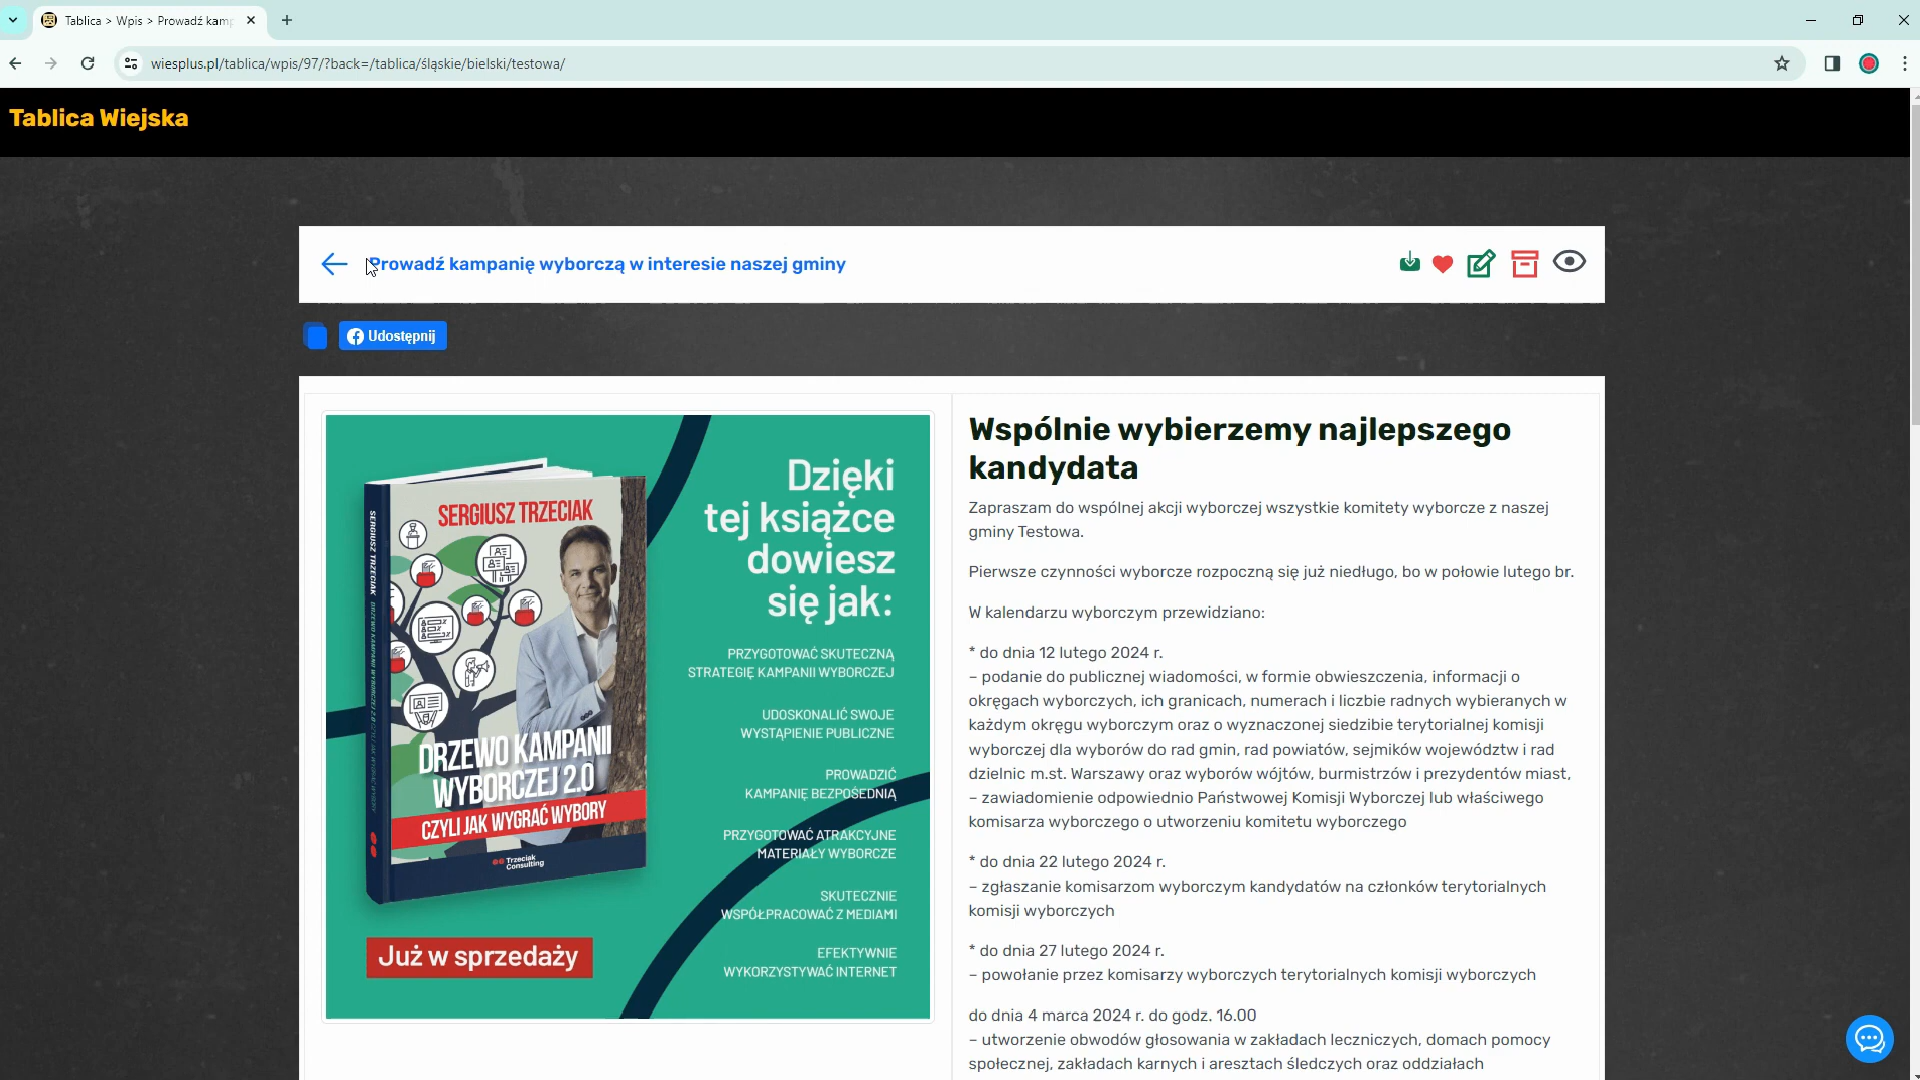 Tablica > Wpis > Prowadź kamp
wiesplus.pl/tablica/wpis/97/?back=/tablica/śląskie/bielski/testowa/
Tablica Wiejska
Prowadź kampanię wyborczą w interesie naszej gminy
Udostępnij
SERGIUSZ TRZECIAK
DRZEWO KAMPANII
WYBORCZEJ 2.0
CZYLI JAK WYGRAĆ WYBORY
Trzeciak
Consulting
SERGIUSZ TRZECIAK
Już w sprzedaży
Dzięki
tej książce
dowiesz
się jak:
PRZYGOTOWAĆ SKUTECZNĄ
STRATEGIĘ KAMPANII WYBORCZEJ
UDOSKONALIĆ SWOJE
WYSTĄPIENIE PUBLICZNE
PROWADZIĆ
KAMPANIĘ BEZPOŚEDNIĄ
PRZYGOTOWAĆ ATRAKCYJNE
MATERIAŁY WYBORCZE
SKUTECZNIE
WSPÓŁPRACOWAĆ Z MEDIAMI
EFEKTYWNIE
WYKORZYSTYWAĆ INTERNET
Wspólnie wybierzemy najlepszego
kandydata
Zapraszam do wspólnej akcji wyborczej wszystkie komitety wyborcze z naszej
gminy Testowa.
Pierwsze czynności wyborcze rozpoczną się już niedługo, bo w połowie lutego br.
W kalendarzu wyborczym przewidziano:
* do dnia 12 lutego 2024 r.
– podanie do publicznej wiadomości, w formie obwieszczenia, informacji o
okręgach wyborczych, ich granicach, numerach i liczbie radnych wybieranych w
każdym okręgu wyborczym oraz o wyznaczonej siedzibie terytorialnej komisji
wyborczej dla wyborów do rad gmin, rad powiatów, sejmików województw i rad
dzielnic m.st. Warszawy oraz wyborów wójtów, burmistrzów i prezydentów miast,
– zawiadomienie odpowiednio Państwowej Komisji Wyborczej lub właściwego
komisarza wyborczego o utworzeniu komitetu wyborczego
* do dnia 22 lutego 2024 r.
– zgłaszanie komisarzom wyborczym kandydatów na członków terytorialnych
komisji wyborczych
* do dnia 27 lutego 2024 r.
– powołanie przez komisarzy wyborczych terytorialnych komisji wyborczych
do dnia 4 marca 2024 r. do godz. 16.00
– utworzenie obwodów głosowania w zakładach leczniczych, domach pomocy
społecznej, zakładach karnych i aresztach śledczych oraz oddziałach